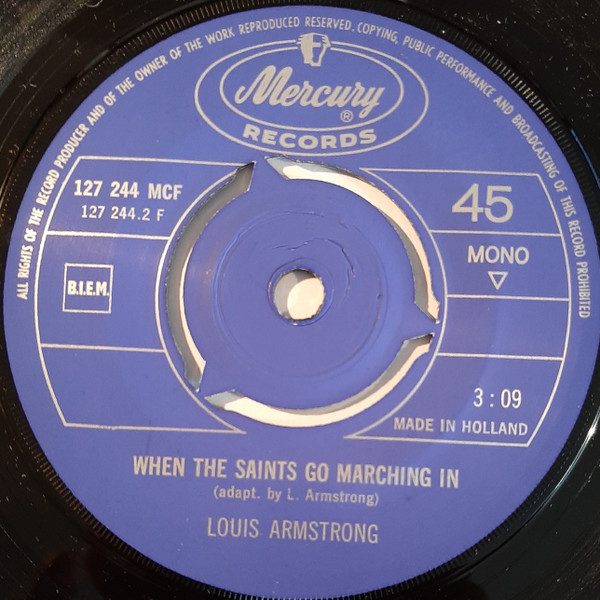 ALL RIGHTS OF THE RECORD PRODUCER AND OF THE OWNER OF THE WORK REPRODUCED RESERVED. COPYING, PUBLIC PERFORMANCE AND BROADCASTING OF THIS RECORD PROHIBITED
Mercury ®
RECORDS
127 244 MCF
127 244.2 F
45
B.I.E.M.
MONO
3:09
MADE IN HOLLAND
WHEN THE SAINTS GO MARCHING IN
(adapt. by L. Armstrong)
LOUIS ARMSTRONG